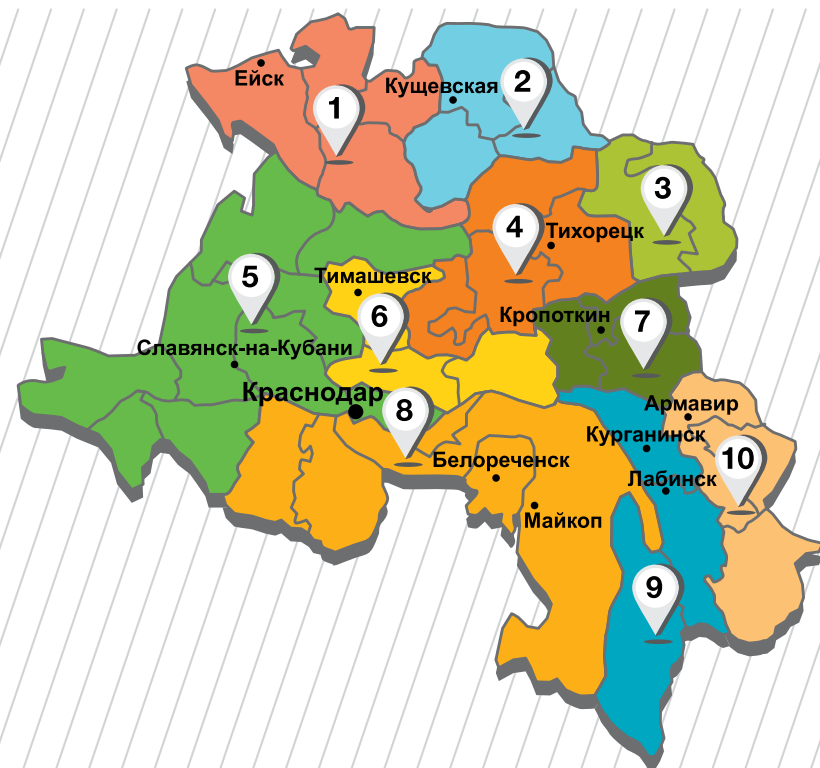 Ейск
Кущевская
2
1
3
4
Тихорецк
5
Тимашевск
6
Кропоткин
7
Славянск-на-Кубани
Краснодар
8
Армавир
Курганинск
Белореченск
10
Лабинск
Майкоп
9